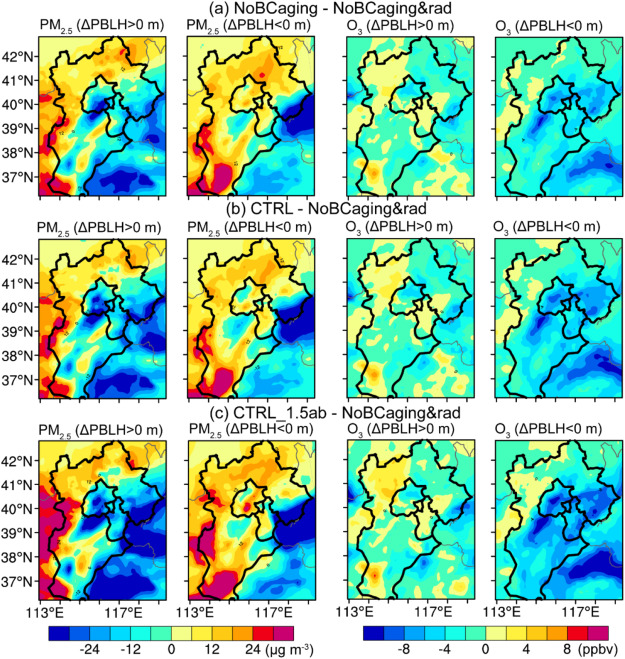 (a) NoBCaging - NoBCaging&rad
PM2.5 (ΔPBLH>0 m) PM2.5 (ΔPBLH<0 m) O3 (ΔPBLH>0 m) O3 (ΔPBLH<0 m)
42°N
41°N
40°N
39°N
38°N
37°N
(b) CTRL - NoBCaging&rad
PM2.5 (ΔPBLH>0 m) PM2.5 (ΔPBLH<0 m) O3 (ΔPBLH>0 m) O3 (ΔPBLH<0 m)
42°N
41°N
40°N
39°N
38°N
37°N
(c) CTRL_1.5ab - NoBCaging&rad
PM2.5 (ΔPBLH>0 m) PM2.5 (ΔPBLH<0 m) O3 (ΔPBLH>0 m) O3 (ΔPBLH<0 m)
42°N
41°N
40°N
39°N
38°N
37°N
113°E 117°E 113°E 117°E 113°E 117°E 113°E 117°E
-24 -12 0 12 24 (μg m-3) -8 -4 0 4 8 (ppbv)